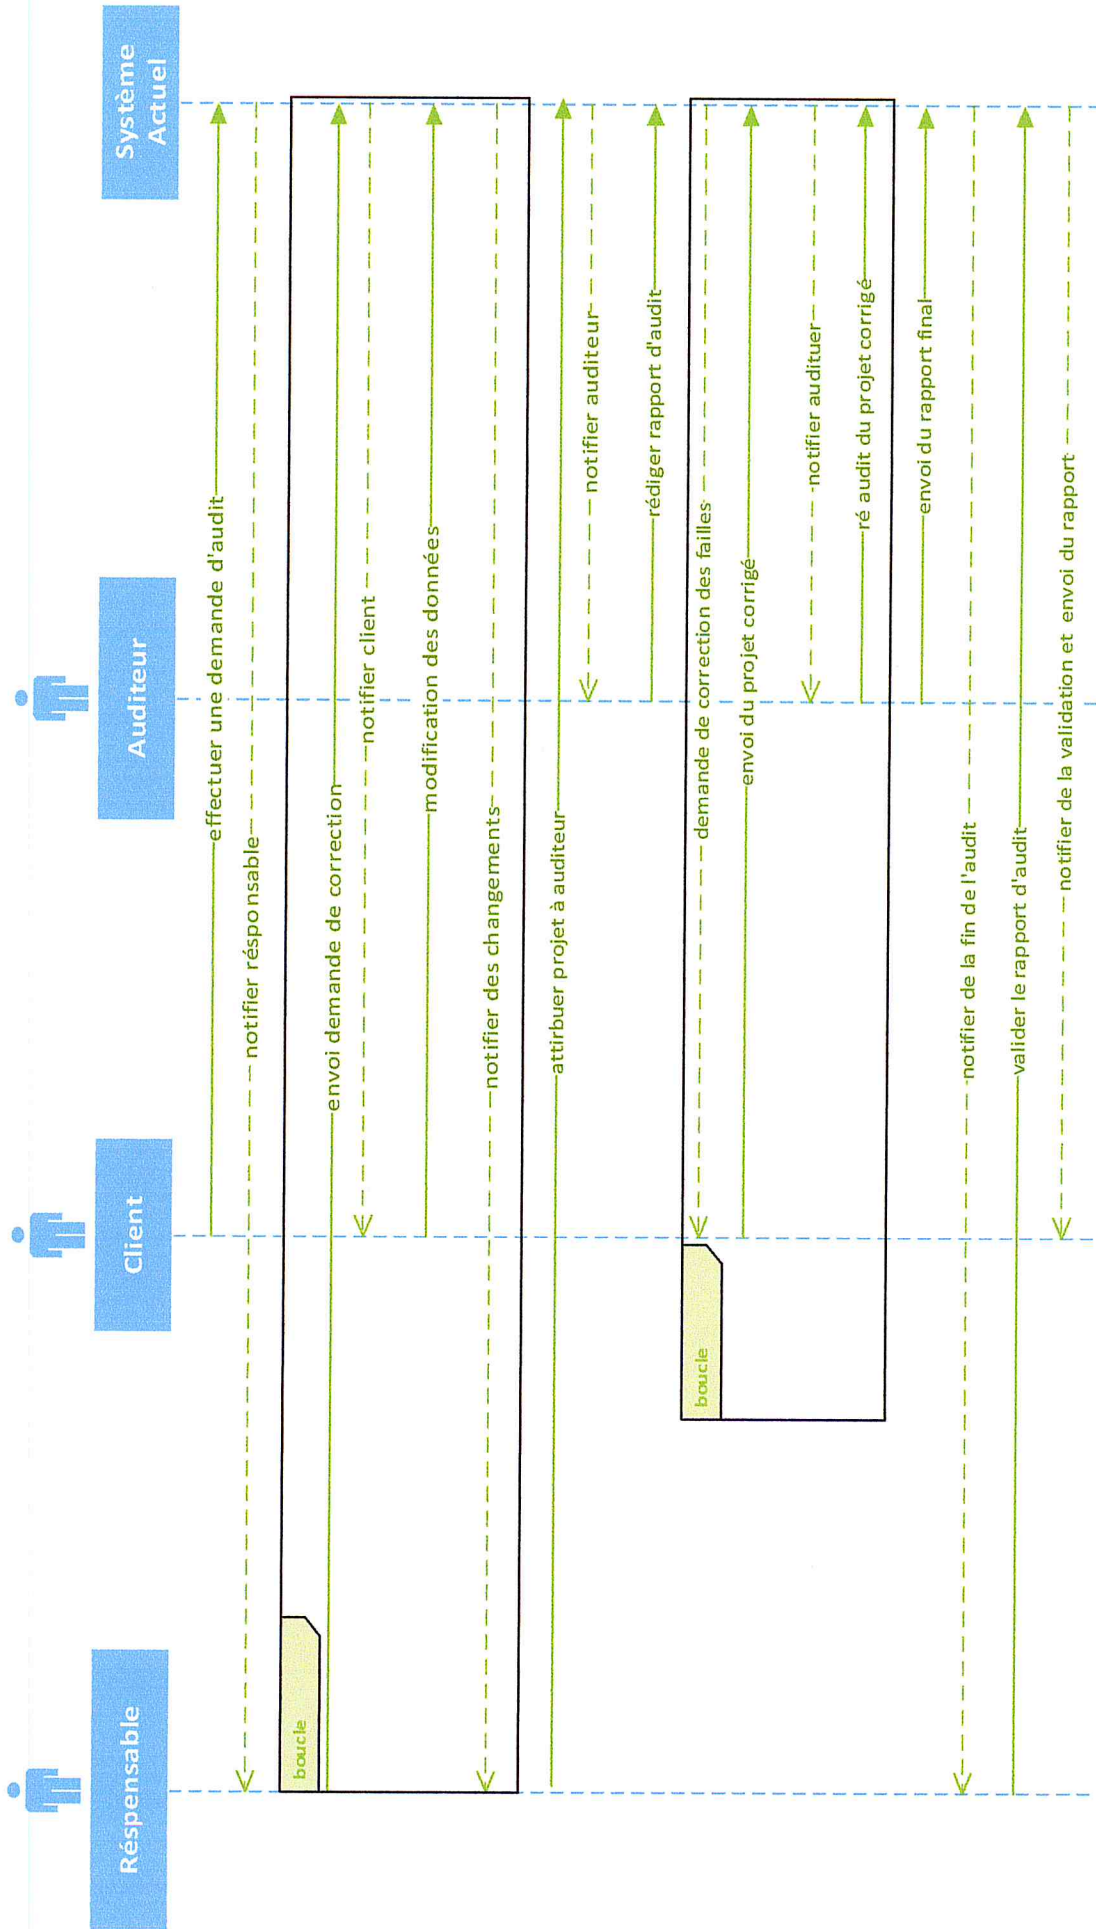 Réspensable
Client
Auditeur
Système
Actuel
effectuer une demande d'audit
notifier résponsable
boucle
envoi demande de correction
notifier client
modification des données
notifier des changements
attirbuer projet à auditeur
notifier auditeur
rédiger rapport d'audit
boucle
demande de correction des failles
envoi du projet corrigé
notifier audituer
ré audit du projet corrigé
envoi du rapport final
notifier de la fin de l'audit
valider le rapport d'audit
notifier de la validation et envoi du rapport